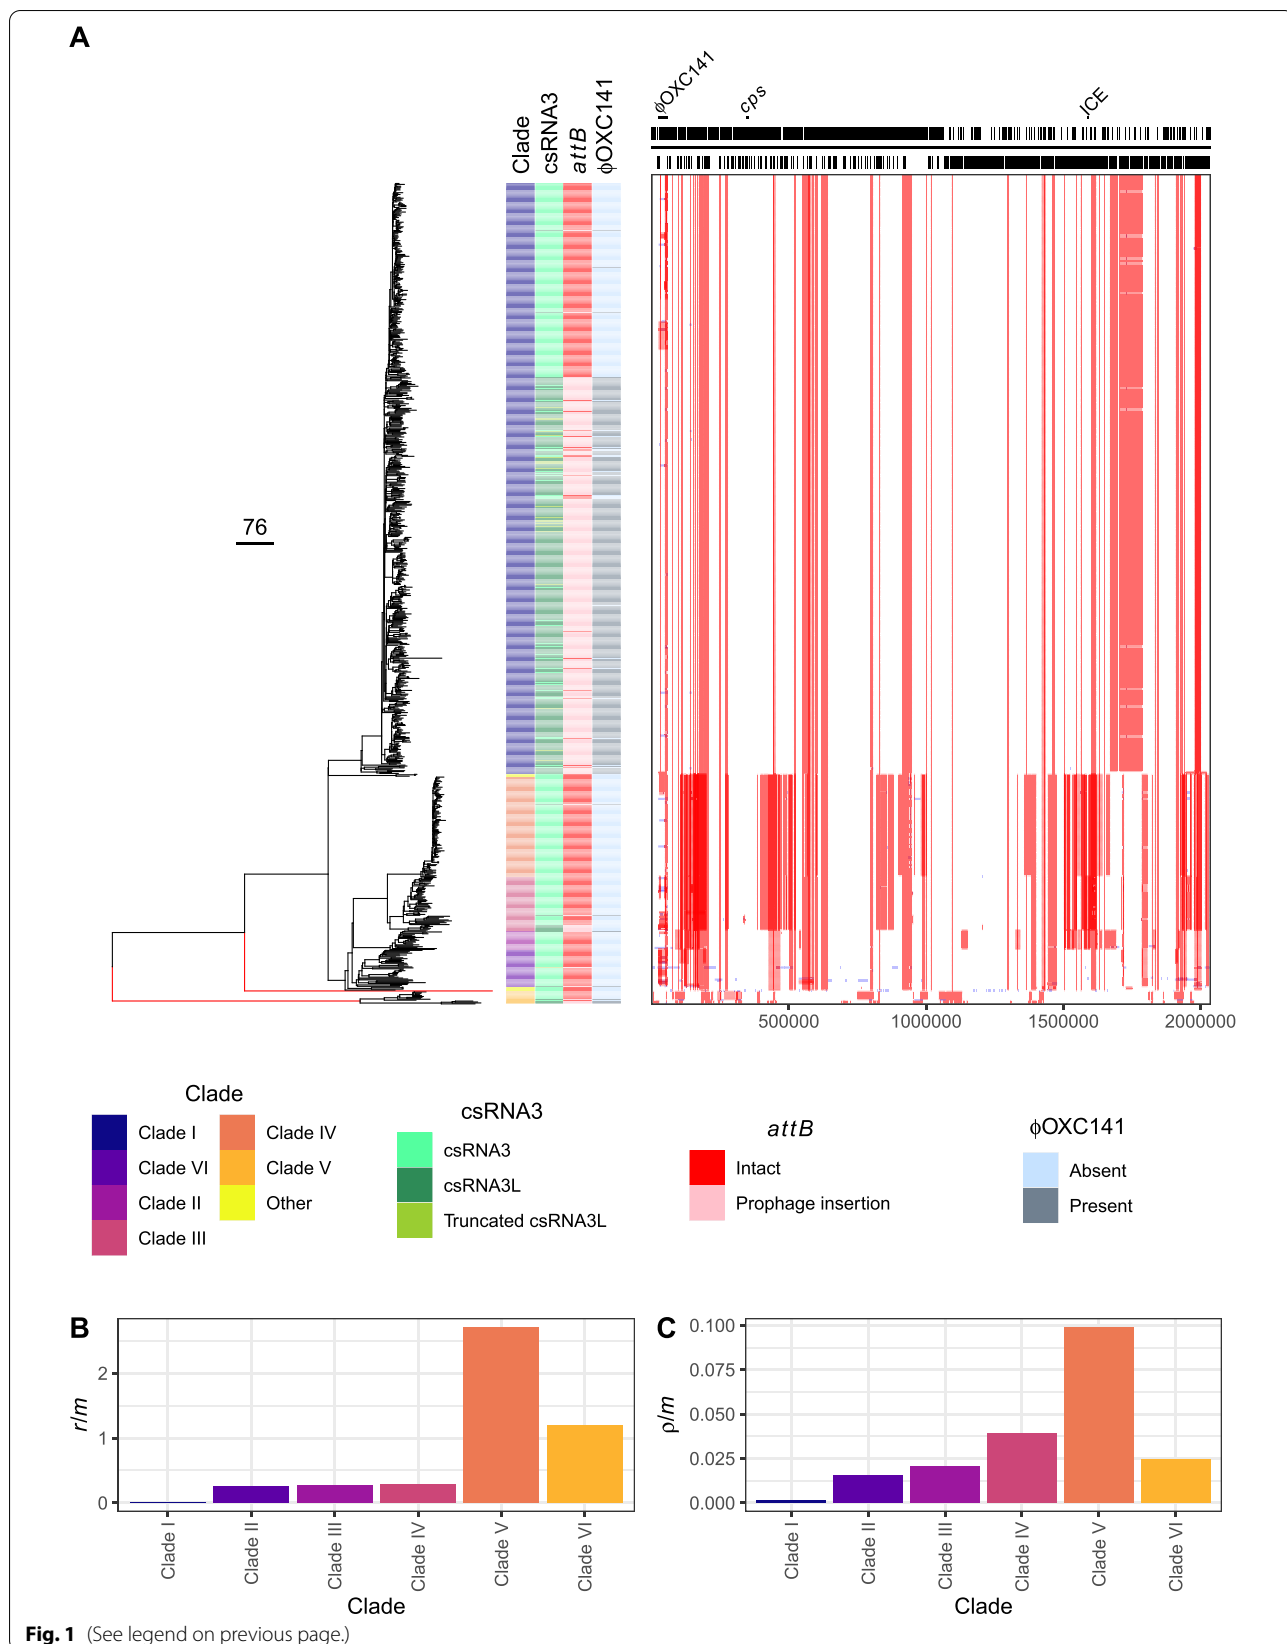 A
Clade
csRNA3
attB
ϕOXC141
ϕOXC141
cps
ICE
76
500000
1000000
1500000
2000000
Clade
Clade I
Clade VI
Clade II
Clade III
Clade IV
Clade V
Other
csRNA3
csRNA3
csRNA3L
Truncated csRNA3L
attB
Intact
Prophage insertion
ϕOXC141
Absent
Present
B
r/m
2
1
0
Clade I
Clade II
Clade III
Clade IV
Clade V
Clade VI
Clade
C
ρ/m
0.100
0.075
0.050
0.025
0.000
Clade I
Clade II
Clade III
Clade IV
Clade V
Clade VI
Clade
Fig. 1 (See legend on previous page.)